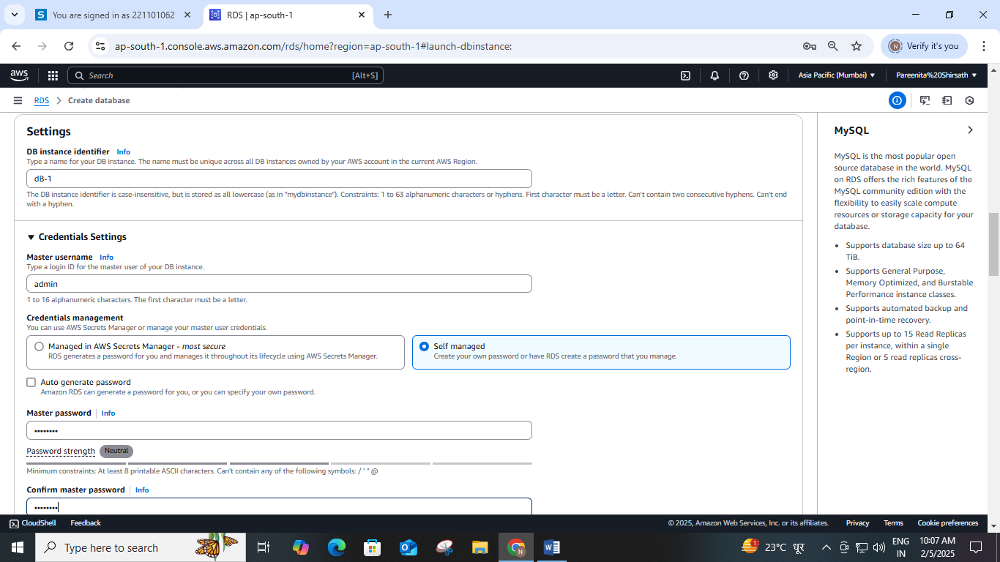 You are signed in as 221101062
RDS | ap-south-1
ap-south-1.console.aws.amazon.com/rds/home?region=ap-south-1#launch-dbinstance:
Verify it's you
aws
Search
[Alt+S]
Asia Pacific (Mumbai)
Pareenita%20Shirsath
RDS
Create database
Settings
DB instance identifier Info
Type a name for your DB instance. The name must be unique across all DB instances owned by your AWS account in the current AWS Region.
dB-1
The DB instance identifier is case-insensitive, but is stored as all lowercase (as in "mydbinstance"). Constraints: 1 to 63 alphanumeric characters or hyphens. First character must be a letter. Can't contain two consecutive hyphens. Can't end
with a hyphen.
Credentials Settings
Master username Info
Type a login ID for the master user of your DB instance.
admin
1 to 16 alphanumeric characters. The first character must be a letter.
Credentials management
You can use AWS Secrets Manager or manage your master user credentials.
Managed in AWS Secrets Manager - most secure
RDS generates a password for you and manages it throughout its lifecycle using AWS Secrets Manager.
Self managed
Create your own password or have RDS create a password that you manage.
Auto generate password
Amazon RDS can generate a password for you, or you can specify your own password.
Master password Info
••••••••
Password strength Neutral
Minimum constraints: At least 8 printable ASCII characters. Can't contain any of the following symbols: / ' " @
Confirm master password Info
••••••••
MySQL
MySQL is the most popular open
source database in the world. MySQL
on RDS offers the rich features of the
MySQL community edition with the
flexibility to easily scale compute
resources or storage capacity for your
database.
• Supports database size up to 64
TiB.
• Supports General Purpose,
Memory Optimized, and Burstable
Performance instance classes.
• Supports automated backup and
point-in-time recovery.
• Supports up to 15 Read Replicas
per instance, within a single
Region or 5 read replicas cross-
region.
CloudShell
Feedback
© 2025, Amazon Web Services, Inc. or its affiliates.
Privacy
Terms
Cookie preferences
Type here to search
1
23°C
धूर
ENG
IN
10:07 AM
2/5/2025